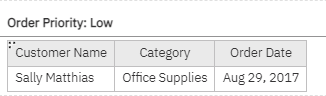 Order Priority: Low
Customer Name Category Order Date
Sally Matthias Office Supplies Aug 29, 2017